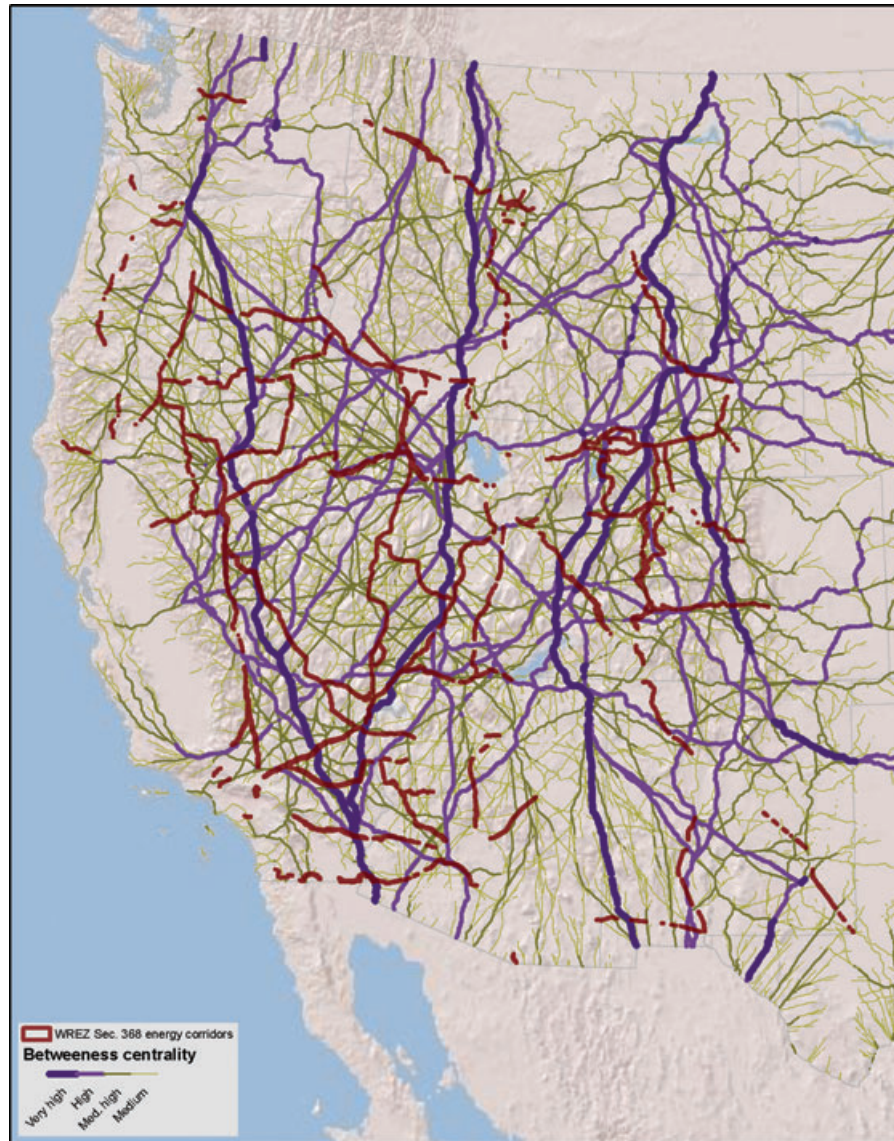 WREZ Sec. 368 energy corridors
Betweeness centrality
Very high
High
Med. high
Medium